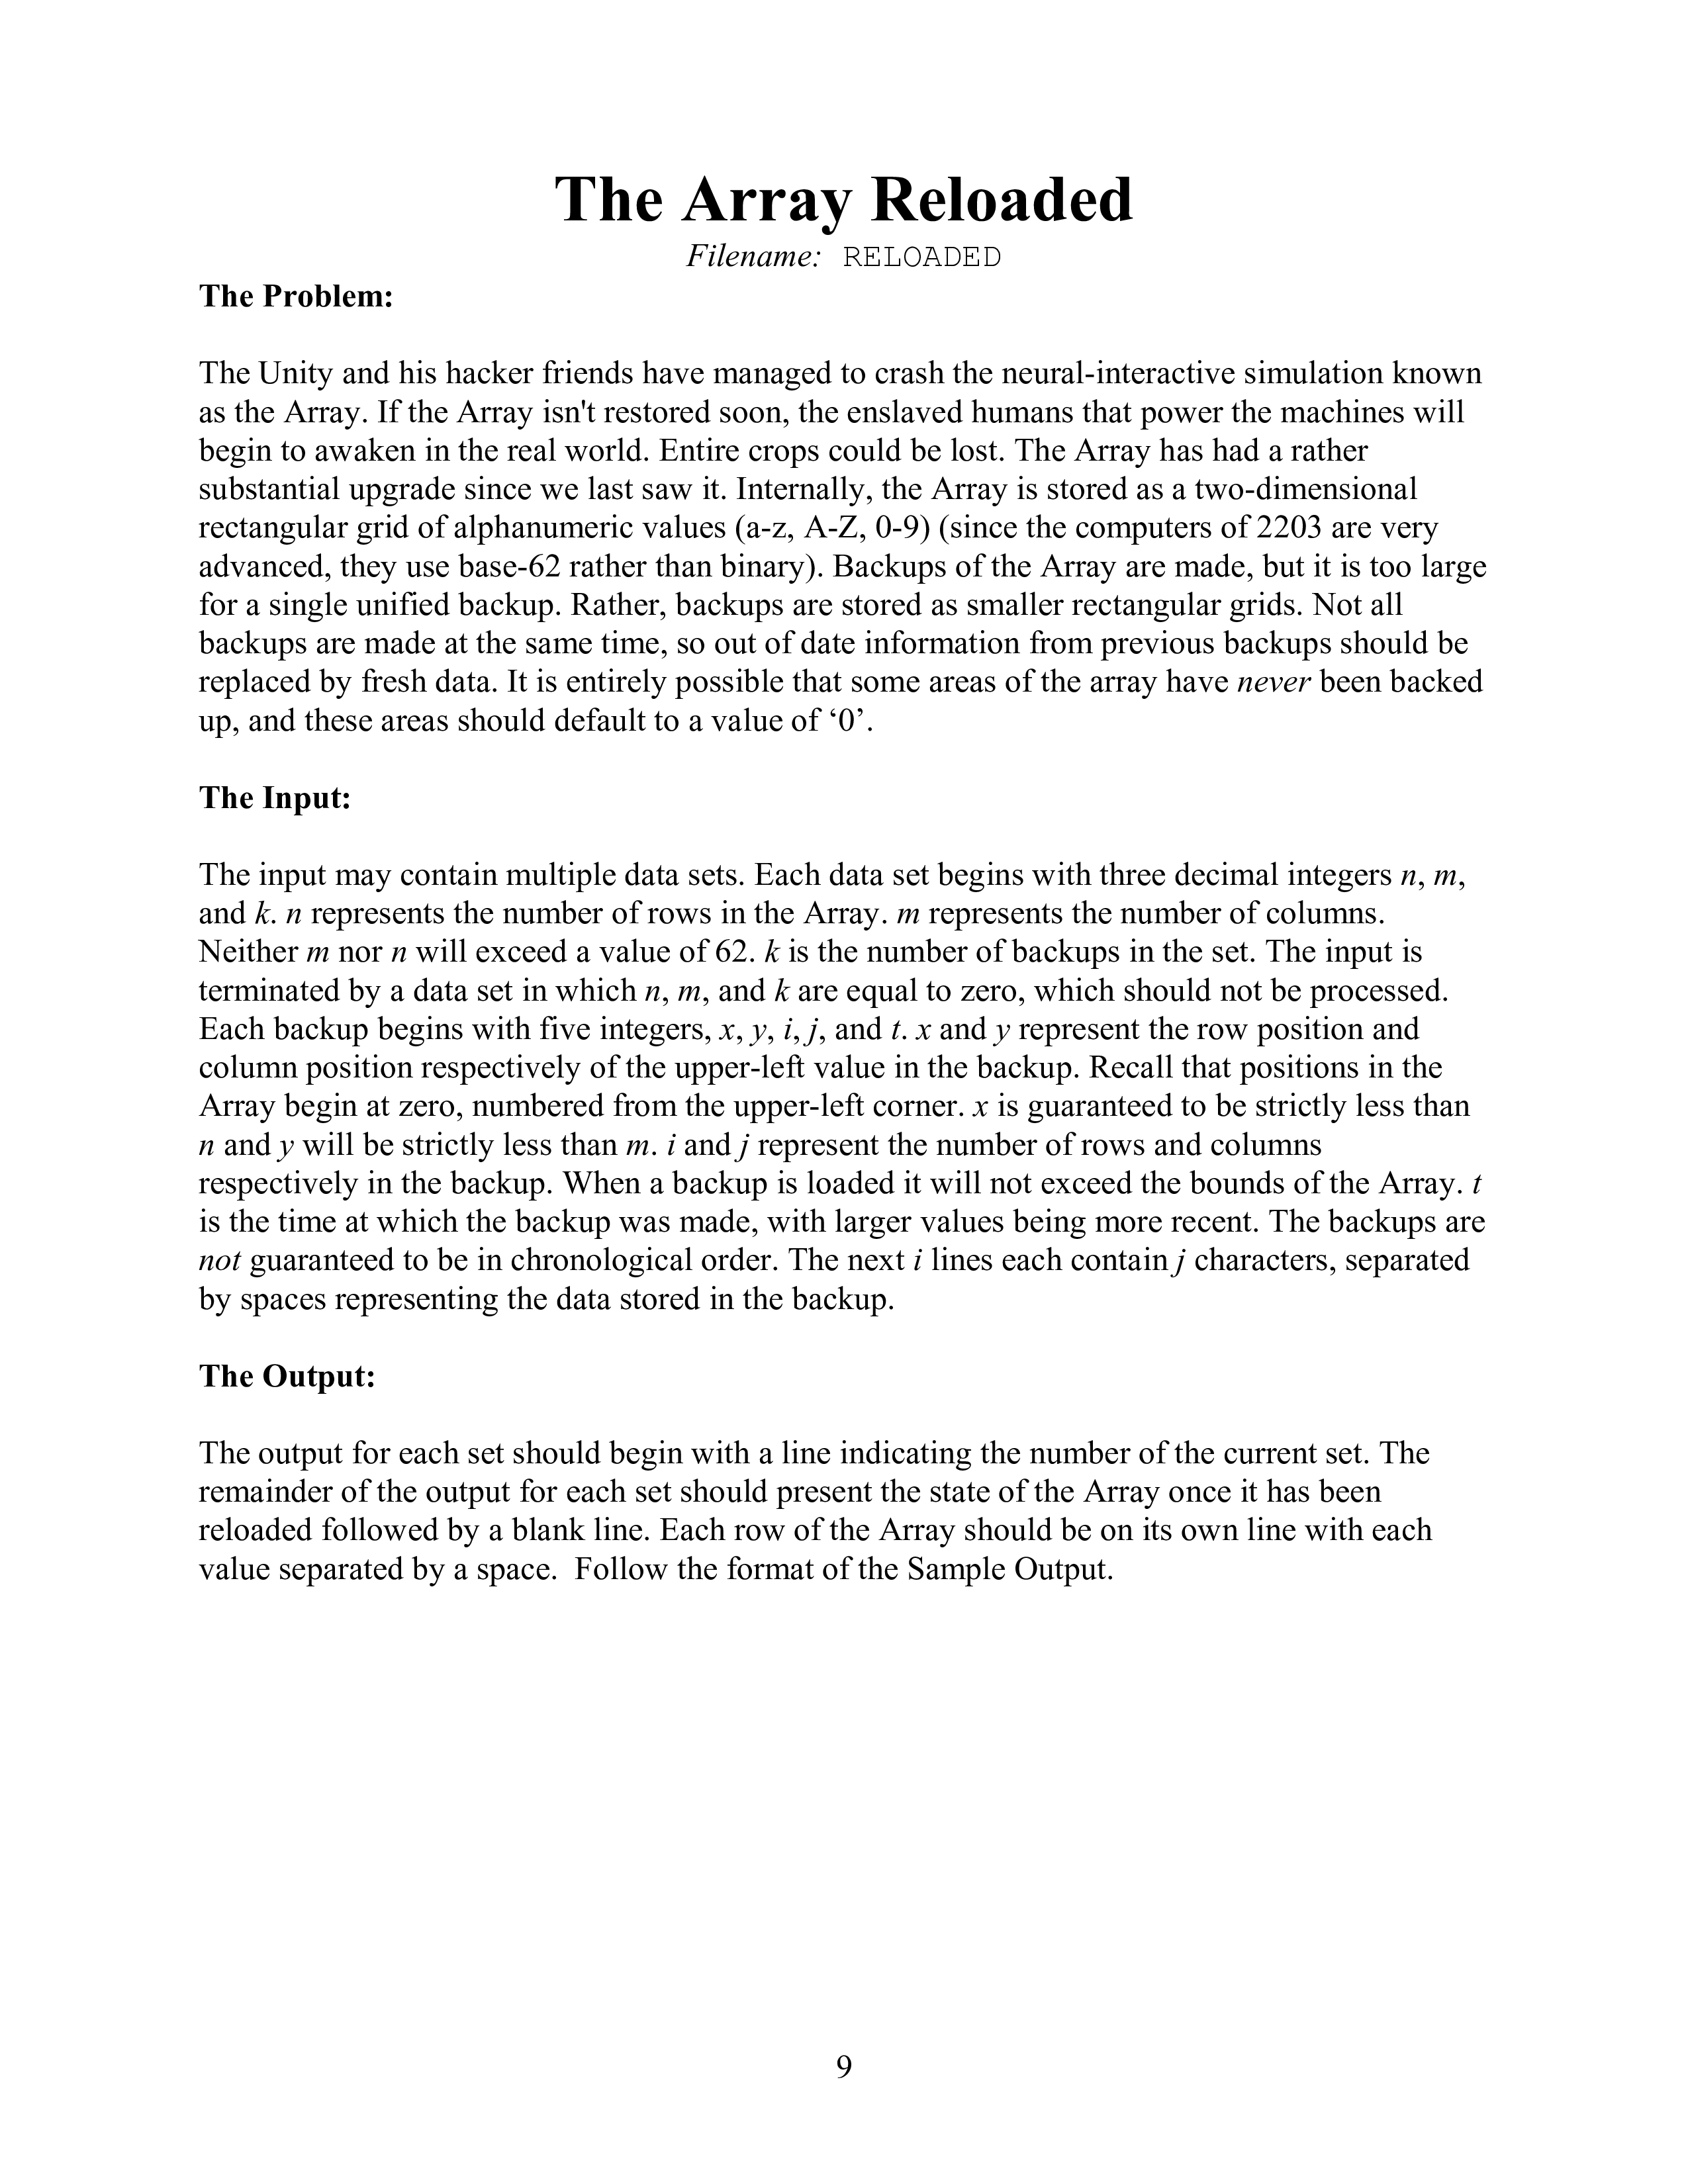 The Array Reloaded
Filename: RELOADED
The Problem:
The Unity and his hacker friends have managed to crash the neural-interactive simulation known
as the Array. If the Array isn't restored soon, the enslaved humans that power the machines will
begin to awaken in the real world. Entire crops could be lost. The Array has had a rather
substantial upgrade since we last saw it. Internally, the Array is stored as a two-dimensional
rectangular grid of alphanumeric values (a-z, A-Z, 0-9) (since the computers of 2203 are very
advanced, they use base-62 rather than binary). Backups of the Array are made, but it is too large
for a single unified backup. Rather, backups are stored as smaller rectangular grids. Not all
backups are made at the same time, so out of date information from previous backups should be
replaced by fresh data. It is entirely possible that some areas of the array have never been backed
up, and these areas should default to a value of ‘0’.
The Input:
The input may contain multiple data sets. Each data set begins with three decimal integers n, m,
and k. n represents the number of rows in the Array. m represents the number of columns.
Neither m nor n will exceed a value of 62. k is the number of backups in the set. The input is
terminated by a data set in which n, m, and k are equal to zero, which should not be processed.
Each backup begins with five integers, x, y, i, j, and t. x and y represent the row position and
column position respectively of the upper-left value in the backup. Recall that positions in the
Array begin at zero, numbered from the upper-left corner. x is guaranteed to be strictly less than
n and y will be strictly less than m. i and j represent the number of rows and columns
respectively in the backup. When a backup is loaded it will not exceed the bounds of the Array. t
is the time at which the backup was made, with larger values being more recent. The backups are
not guaranteed to be in chronological order. The next i lines each contain j characters, separated
by spaces representing the data stored in the backup.
The Output:
The output for each set should begin with a line indicating the number of the current set. The
remainder of the output for each set should present the state of the Array once it has been
reloaded followed by a blank line. Each row of the Array should be on its own line with each
value separated by a space.  Follow the format of the Sample Output.
9